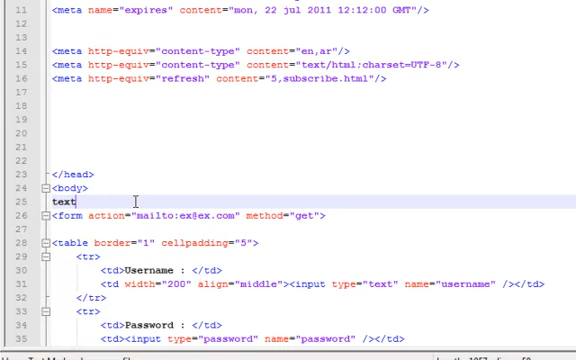 11 <meta name="expires" content="mon, 22 jul 2011 12:12:00 GMT"/>
12
13
14 <meta http-equiv="content-type" content="en,ar"/>
15 <meta http-equiv="content-type" content="text/html;charset=UTF-8"/>
16 <meta http-equiv="refresh" content="5,subscribe.html"/>
17
18
19
20
21
22
23 </head>
24 <body>
25 text
26 <form action="mailto:ex@ex.com" method="get">
27
28 <table border="1" cellpadding="5">
29 <tr>
30 <td>Username : </td>
31 <td width="200" align="middle"><input type="text" name="username" /></td>
32 </tr>
33 <tr>
34 <td>Password : </td>
35 <td><input type="password" name="password" /></td>